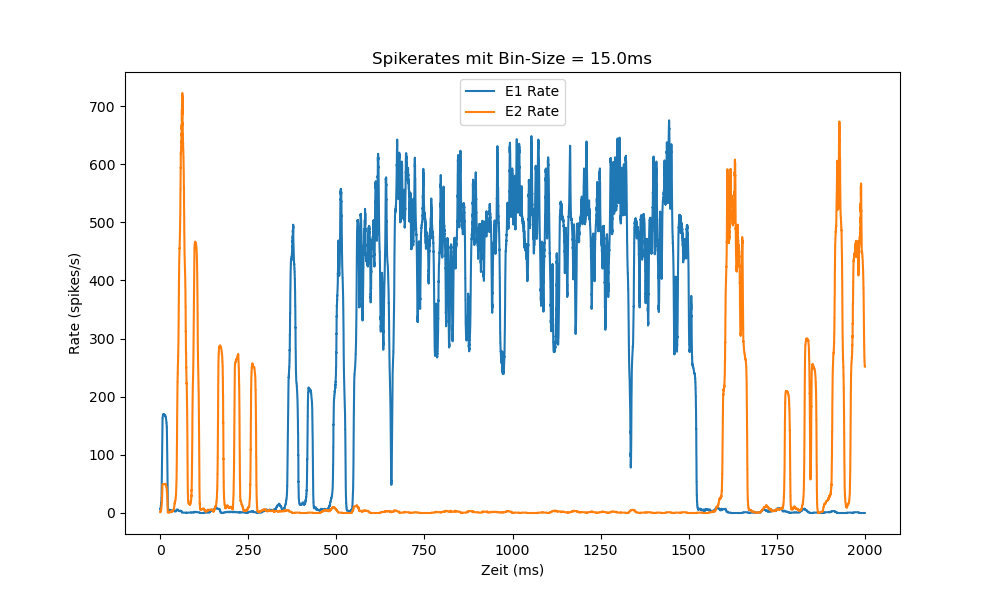 Spikerates mit Bin-Size = 15.0ms
E1 Rate
E2 Rate
700
600
500
400
300
200
100
0
Rate (spikes/s)
0 250 500 750 1000 1250 1500 1750 2000
Zeit (ms)